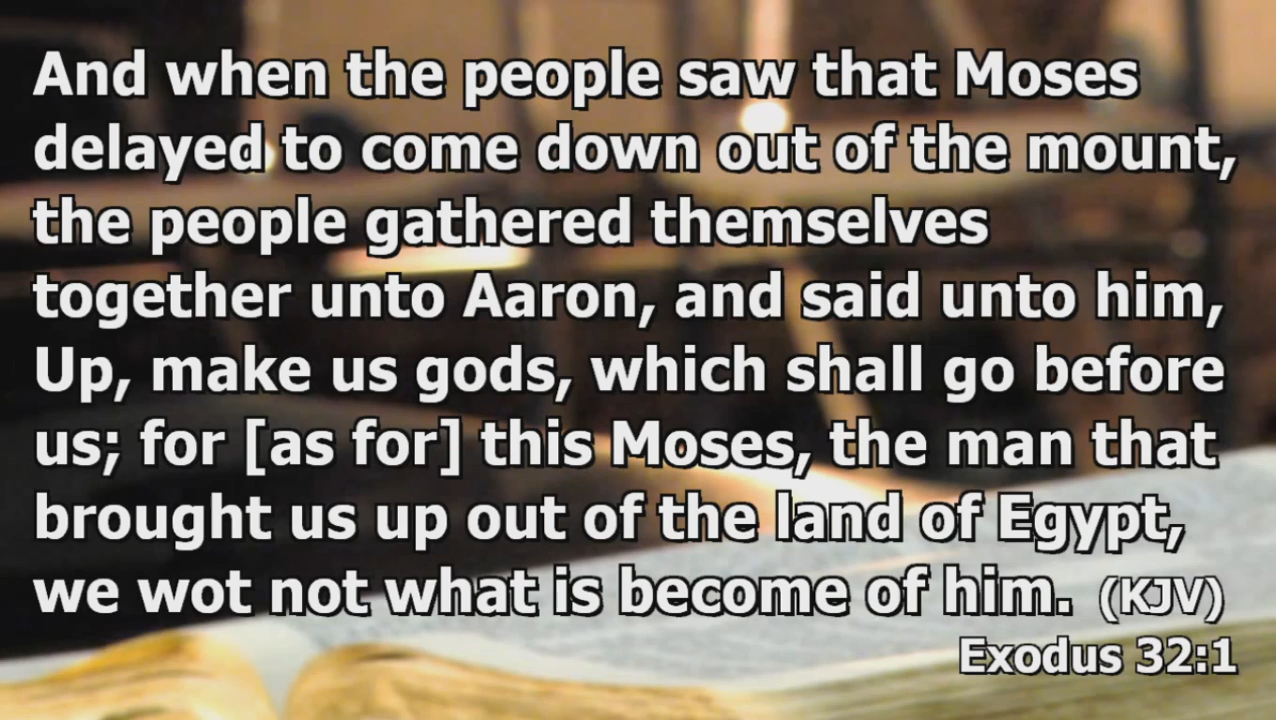 And when the people saw that Moses
delayed to come down out of the mount,
the people gathered themselves
together unto Aaron, and said unto him,
Up, make us gods, which shall go before
us; for [as for] this Moses, the man that
brought us up out of the land of Egypt,
we wot not what is become of him. (KJV)
Exodus 32:1